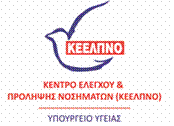 ΚΕΕΛΠΝΟ
ΚΕΝΤΡΟ ΕΛΕΓΧΟΥ &
ΠΡΟΛΗΨΗΣ ΝΟΣΗΜΑΤΩΝ (ΚΕΕΛΠΝΟ)
ΥΠΟΥΡΓΕΙΟ ΥΓΕΙΑΣ